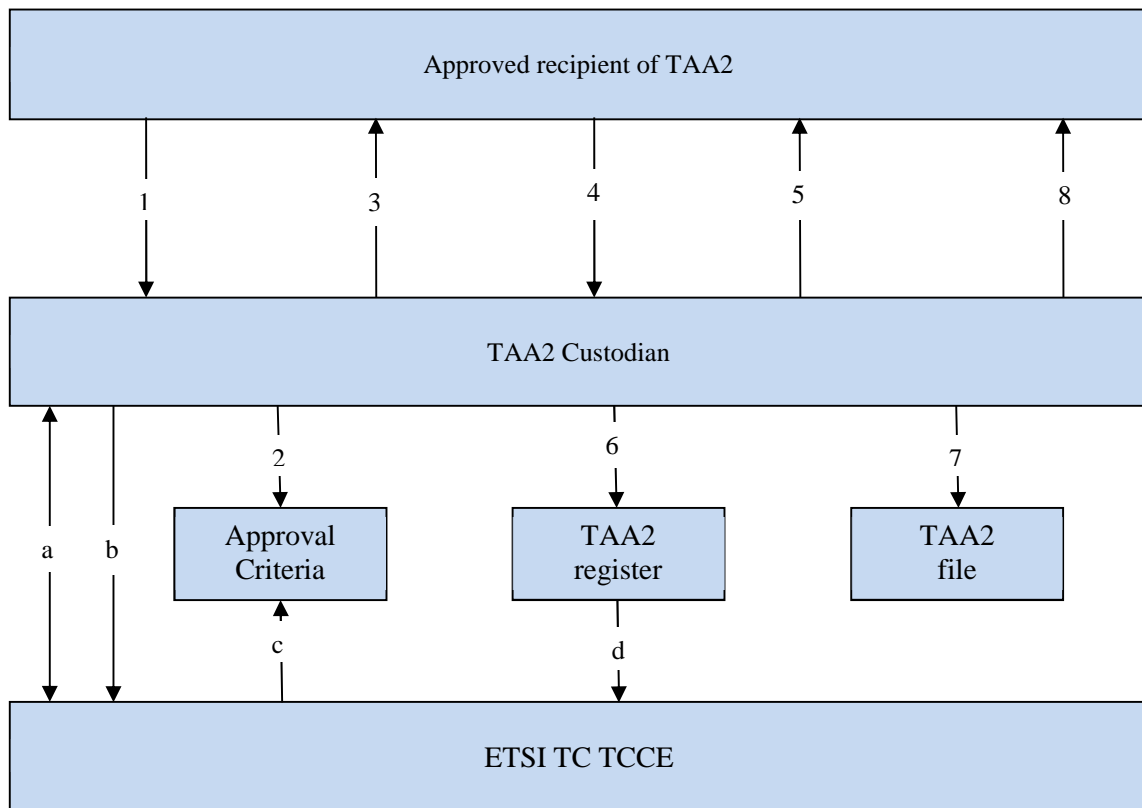 Approved recipient of TAA2
1
3
4
5
8
TAA2 Custodian
a
b
2
6
7
Approval
Criteria
TAA2
register
TAA2
file
c
d
ETSI TC TCCE